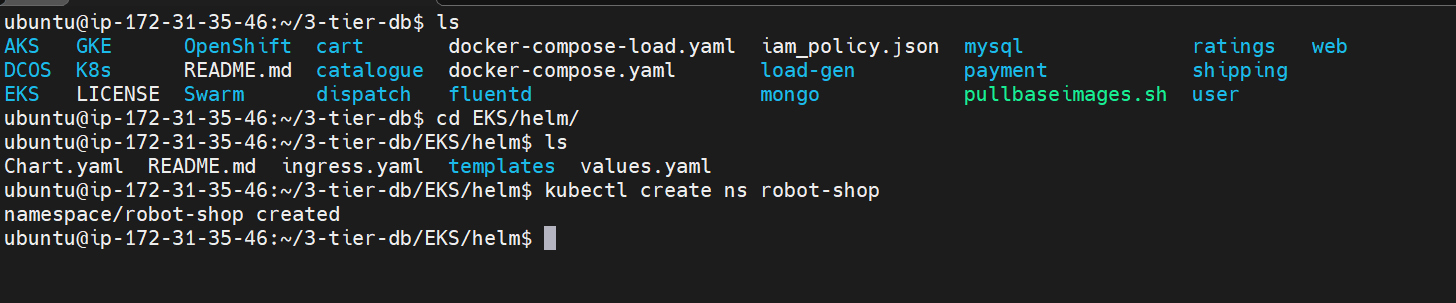 ubuntu@ip-172-31-35-46:~/3-tier-db$ ls
AKS   GKE      OpenShift  cart       docker-compose-load.yaml  iam_policy.json  mysql              ratings   web
DCOS  K8s      README.md  catalogue  docker-compose.yaml       load-gen         payment            shipping
EKS   LICENSE  Swarm      dispatch   fluentd                   mongo            pullbaseimages.sh  user
ubuntu@ip-172-31-35-46:~/3-tier-db$ cd EKS/helm/
ubuntu@ip-172-31-35-46:~/3-tier-db/EKS/helm$ ls
Chart.yaml  README.md  ingress.yaml  templates  values.yaml
ubuntu@ip-172-31-35-46:~/3-tier-db/EKS/helm$ kubectl create ns robot-shop
namespace/robot-shop created
ubuntu@ip-172-31-35-46:~/3-tier-db/EKS/helm$